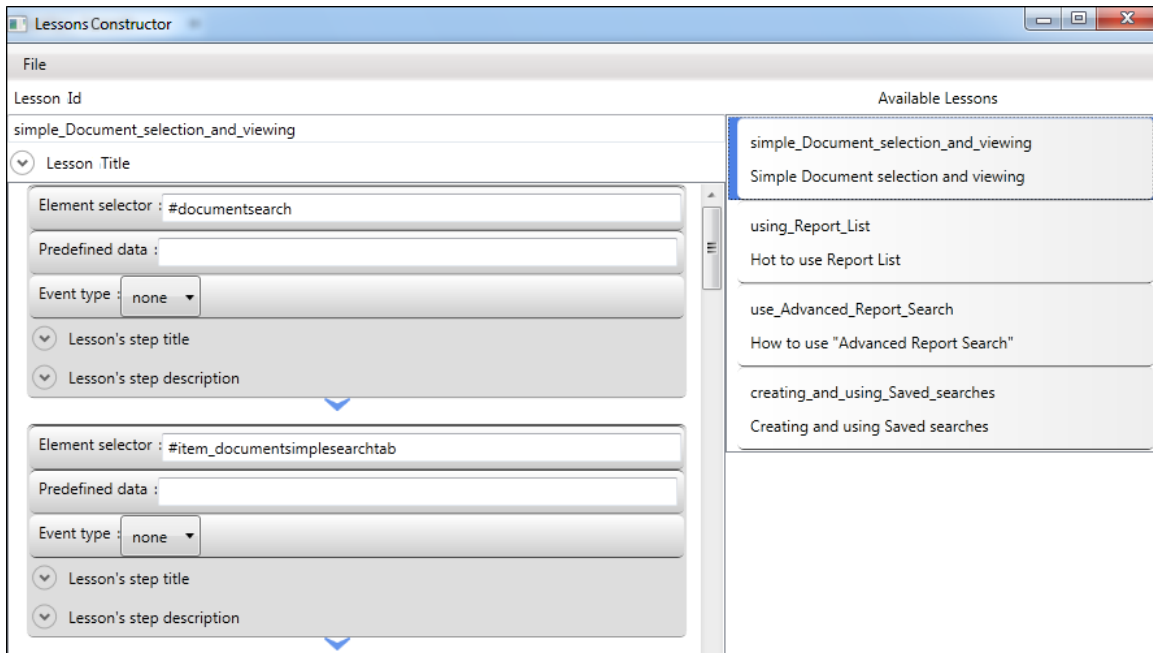 Lessons Constructor
File
Lesson Id
Available Lessons
simple_Document_selection_and_viewing
Lesson Title
Element selector : #documentsearch
Predefined data :
Event type : none
Lesson's step title
Lesson's step description
Element selector : #item_documentsimplesearchtab
Predefined data :
Event type : none
Lesson's step title
Lesson's step description
simple_Document_selection_and_viewing
Simple Document selection and viewing
using_Report_List
Hot to use Report List
use_Advanced_Report_Search
How to use "Advanced Report Search"
creating_and_using_Saved_searches
Creating and using Saved searches